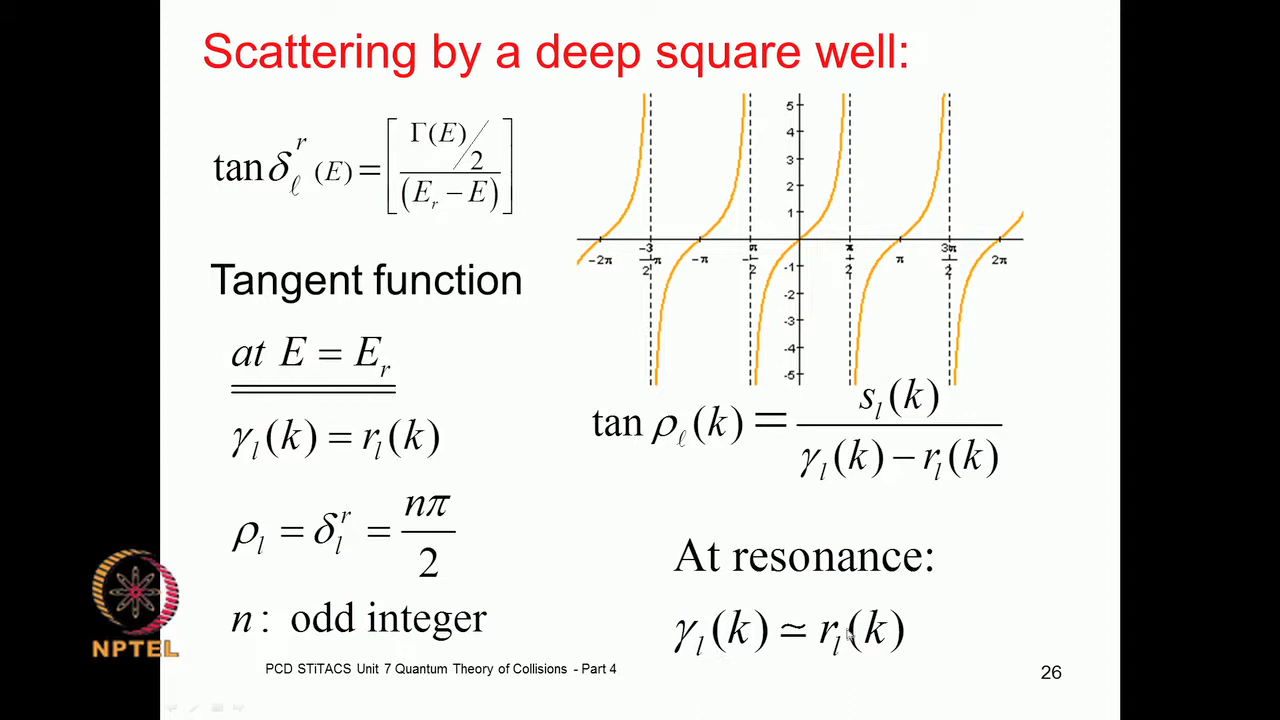 Scattering by a deep square well:
tan δ_ℓ^r (E) = [ Γ(E)/2 / (E_r − E) ]
5
4
3
2
1
-1
-2
-3
-4
-5
−2π −3/2 π −π −π/2 π/2 π 3π/2 2π
Tangent function
at E = E_r
γ_l(k) = r_l(k)
ρ_l = δ_l^r = nπ/2
n : odd integer
tan ρ_ℓ(k) = s_l(k) / γ_l(k) − r_l(k)
At resonance:
γ_l(k) ≃ r_l(k)
NPTEL
PCD STiTACS Unit 7 Quantum Theory of Collisions - Part 4
26